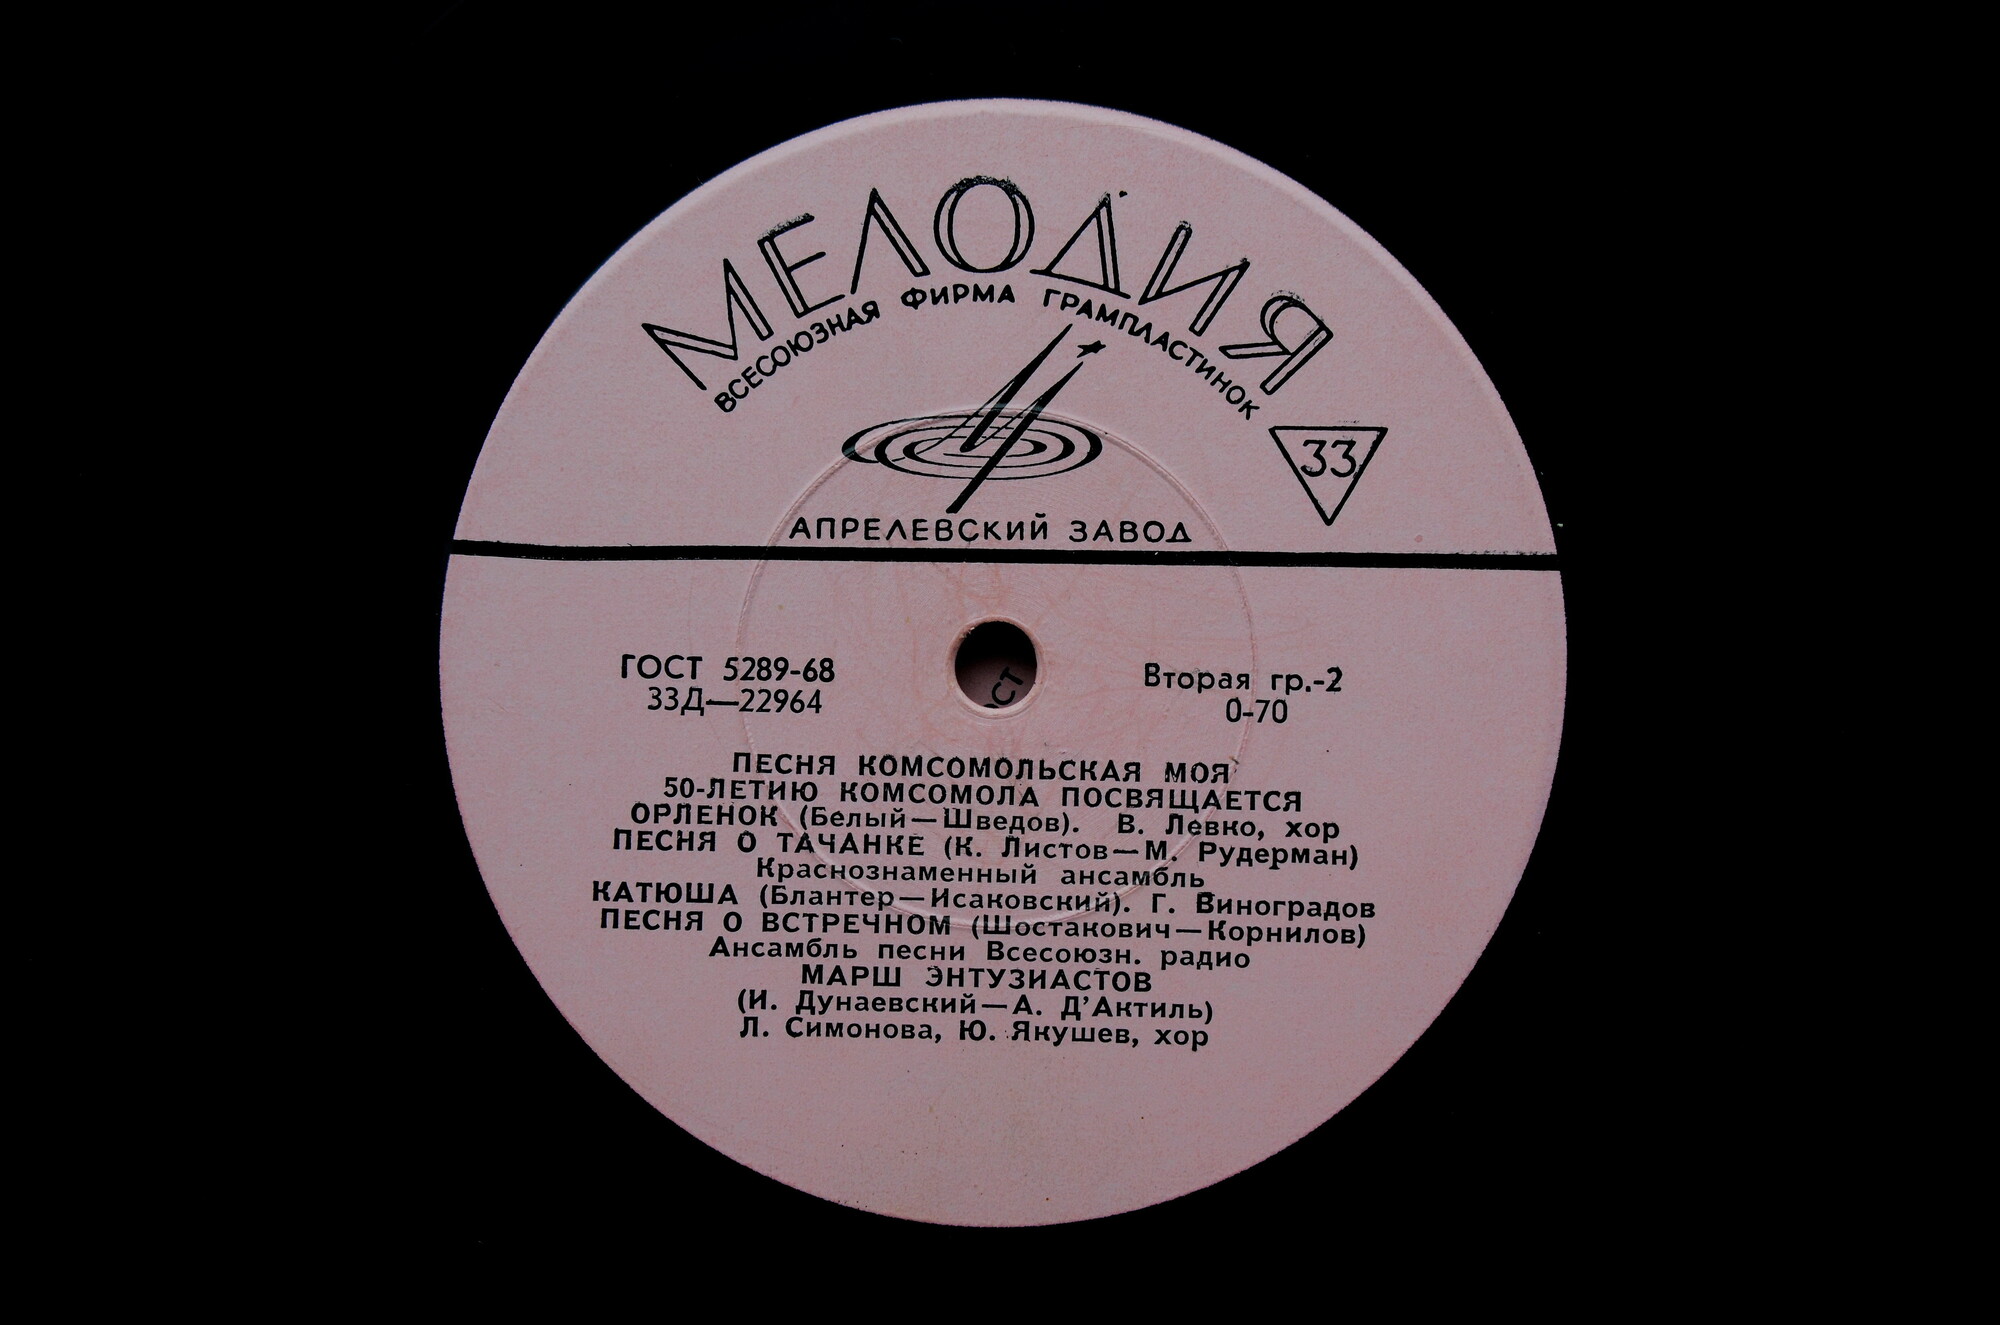 МЕЛОДИЯ
ВСЕСОЮЗНАЯ ФИРМА ГРАМПЛАСТИНОК
33
АПРЕЛЕВСКИЙ ЗАВОД
ГОСТ 5289-68
33Д—22964
Вторая гр.-2
0-70
ПЕСНЯ КОМСОМОЛЬСКАЯ МОЯ
50-ЛЕТИЮ КОМСОМОЛА ПОСВЯЩАЕТСЯ
ОРЛЕНОК (Белый—Шведов). В. Левко, хор
ПЕСНЯ О ТАЧАНКЕ (К. Листов—М. Рудерман)
Краснознаменный ансамбль
КАТЮША (Блантер—Исаковский). Г. Виноградов
ПЕСНЯ О ВСТРЕЧНОМ (Шостакович—Корнилов)
Ансамбль песни Всесоюзн. радио
МАРШ ЭНТУЗИАСТОВ
(И. Дунаевский—А. Д'Актиль)
Л. Симонова, Ю. Якушев, хор